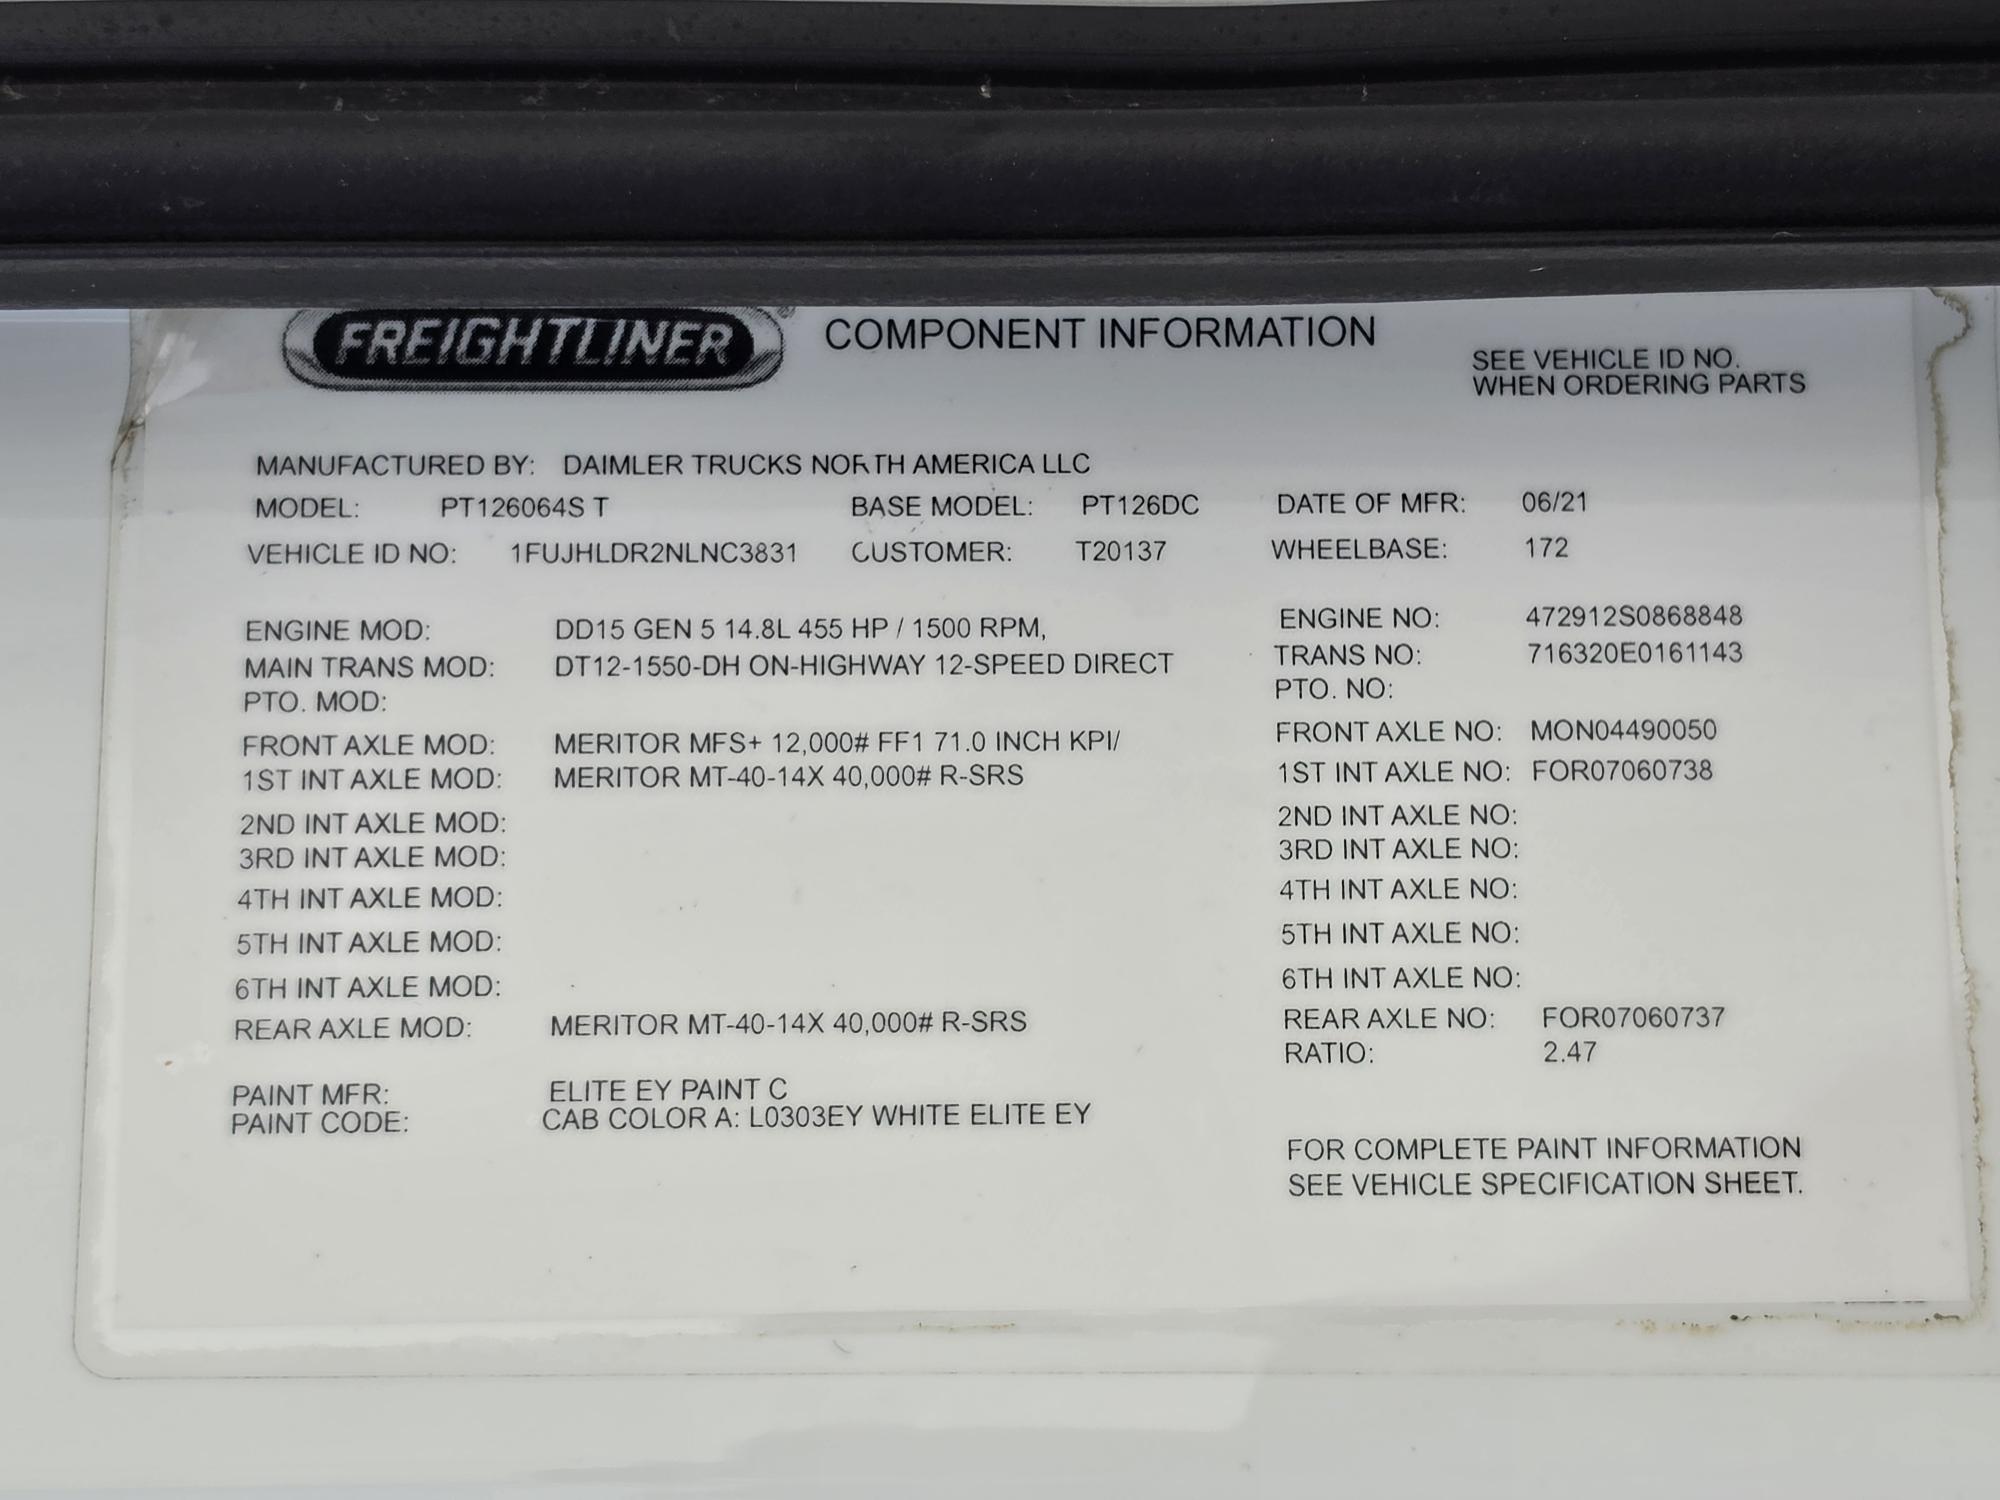 FREIGHTLINER COMPONENT INFORMATION
SEE VEHICLE ID NO.
WHEN ORDERING PARTS
MANUFACTURED BY: DAIMLER TRUCKS NORTH AMERICA LLC
MODEL: PT126064S T BASE MODEL: PT126DC DATE OF MFR: 06/21
VEHICLE ID NO: 1FUJHLDR2NLNC3831 CUSTOMER: T20137 WHEELBASE: 172
ENGINE MOD: DD15 GEN 5 14.8L 455 HP / 1500 RPM, ENGINE NO: 472912S0868848
MAIN TRANS MOD: DT12-1550-DH ON-HIGHWAY 12-SPEED DIRECT TRANS NO: 716320E0161143
PTO. MOD: PTO. NO:
FRONT AXLE MOD: MERITOR MFS+ 12,000# FF1 71.0 INCH KPI/ FRONT AXLE NO: MON04490050
1ST INT AXLE MOD: MERITOR MT-40-14X 40,000# R-SRS 1ST INT AXLE NO: FOR07060738
2ND INT AXLE MOD: 2ND INT AXLE NO:
3RD INT AXLE MOD: 3RD INT AXLE NO:
4TH INT AXLE MOD: 4TH INT AXLE NO:
5TH INT AXLE MOD: 5TH INT AXLE NO:
6TH INT AXLE MOD: 6TH INT AXLE NO:
REAR AXLE MOD: MERITOR MT-40-14X 40,000# R-SRS REAR AXLE NO: FOR07060737
RATIO: 2.47
PAINT MFR: ELITE EY PAINT C
PAINT CODE: CAB COLOR A: L0303EY WHITE ELITE EY
FOR COMPLETE PAINT INFORMATION
SEE VEHICLE SPECIFICATION SHEET.